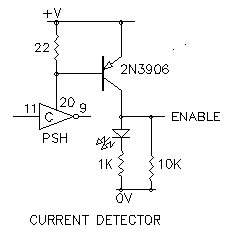 +V
22
2N3906
20
11
C
9
ENABLE
PSH
1K
10K
0V
CURRENT DETECTOR